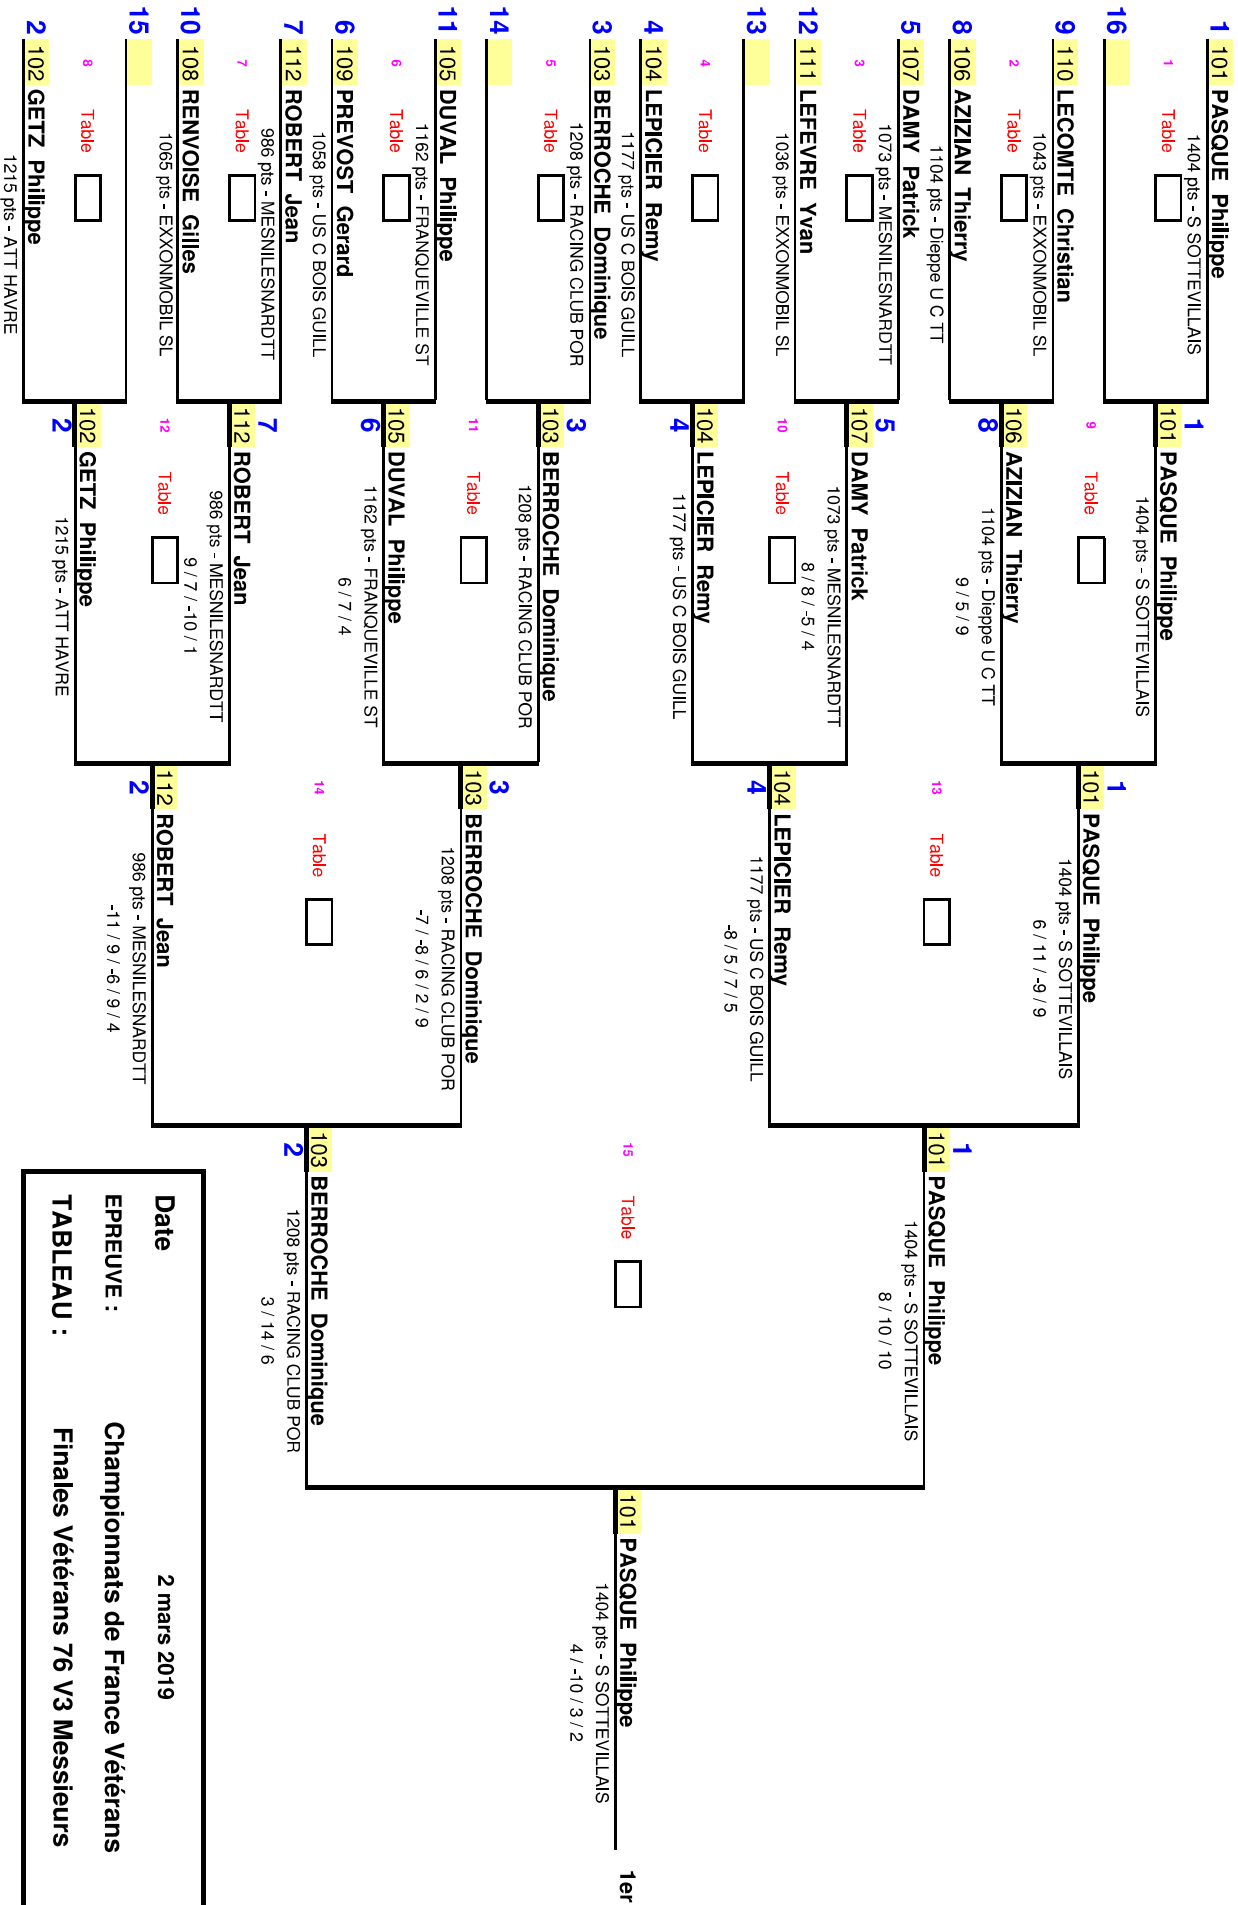 1 101 PASQUE Philippe
1404 pts - S SOTTEVILLAIS
1 Table
16
9 110 LECOMTE Christian
1043 pts - EXXONMOBIL SL
2 Table
8 106 AZIZIAN Thierry
1104 pts - Dieppe U C TT
5 107 DAMY Patrick
1073 pts - MESNILESNARDTT
3 Table
12 111 LEFEVRE Yvan
1036 pts - EXXONMOBIL SL
13
4 Table
4 104 LEPICIER Remy
1177 pts - US C BOIS GUILL
3 103 BERROCHE Dominique
1208 pts - RACING CLUB POR
5 Table
14
11 105 DUVAL Philippe
1162 pts - FRANQUEVILLE ST
6 Table
6 109 PREVOST Gerard
1058 pts - US C BOIS GUILL
7 112 ROBERT Jean
986 pts - MESNILESNARDTT
7 Table
10 108 RENVOISE Gilles
1065 pts - EXXONMOBIL SL
15
8 Table
2 102 GETZ Philippe
1215 pts - ATT HAVRE
1
101 PASQUE Philippe
1404 pts - S SOTTEVILLAIS
9 Table
106 AZIZIAN Thierry
8
1104 pts - Dieppe U C TT
9 / 5 / 9
5
107 DAMY Patrick
1073 pts - MESNILESNARDTT
8 / 8 / -5 / 4
10 Table
104 LEPICIER Remy
4
1177 pts - US C BOIS GUILL
3
103 BERROCHE Dominique
1208 pts - RACING CLUB POR
11 Table
105 DUVAL Philippe
6
1162 pts - FRANQUEVILLE ST
6 / 7 / 4
7
112 ROBERT Jean
986 pts - MESNILESNARDTT
9 / 7 / -10 / 1
12 Table
102 GETZ Philippe
2
1215 pts - ATT HAVRE
1
101 PASQUE Philippe
1404 pts - S SOTTEVILLAIS
6 / 11 / -9 / 9
13 Table
104 LEPICIER Remy
4
1177 pts - US C BOIS GUILL
-8 / 5 / 7 / 5
3
103 BERROCHE Dominique
1208 pts - RACING CLUB POR
-7 / -8 / 6 / 2 / 9
14 Table
112 ROBERT Jean
2
986 pts - MESNILESNARDTT
-11 / 9 / -6 / 9 / 4
1
101 PASQUE Philippe
1404 pts - S SOTTEVILLAIS
8 / 10 / 10
15 Table
103 BERROCHE Dominique
2
1208 pts - RACING CLUB POR
3 / 14 / 6
101 PASQUE Philippe 1er
1404 pts - S SOTTEVILLAIS
4 / -10 / 3 / 2
Date 2 mars 2019
EPREUVE : Championnats de France Vétérans
TABLEAU : Finales Vétérans 76 V3 Messieurs